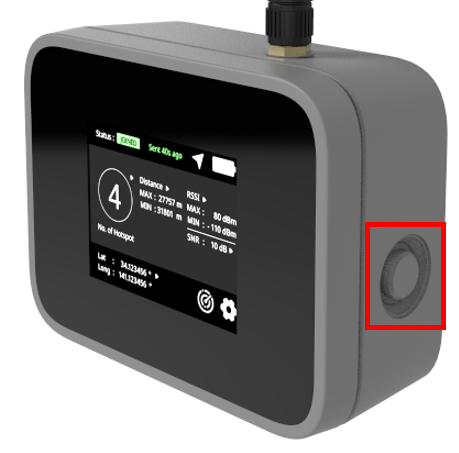 Status : JOINED Sent 40s ago
4
No. of Hotspot
Distance
MAX : 27757 m
MIN : 31801 m
RSSI
MAX : 80 dBm
MIN : -110 dBm
SNR : 10 dB
Lat : 34.123456 °
Long : 141.123456 °